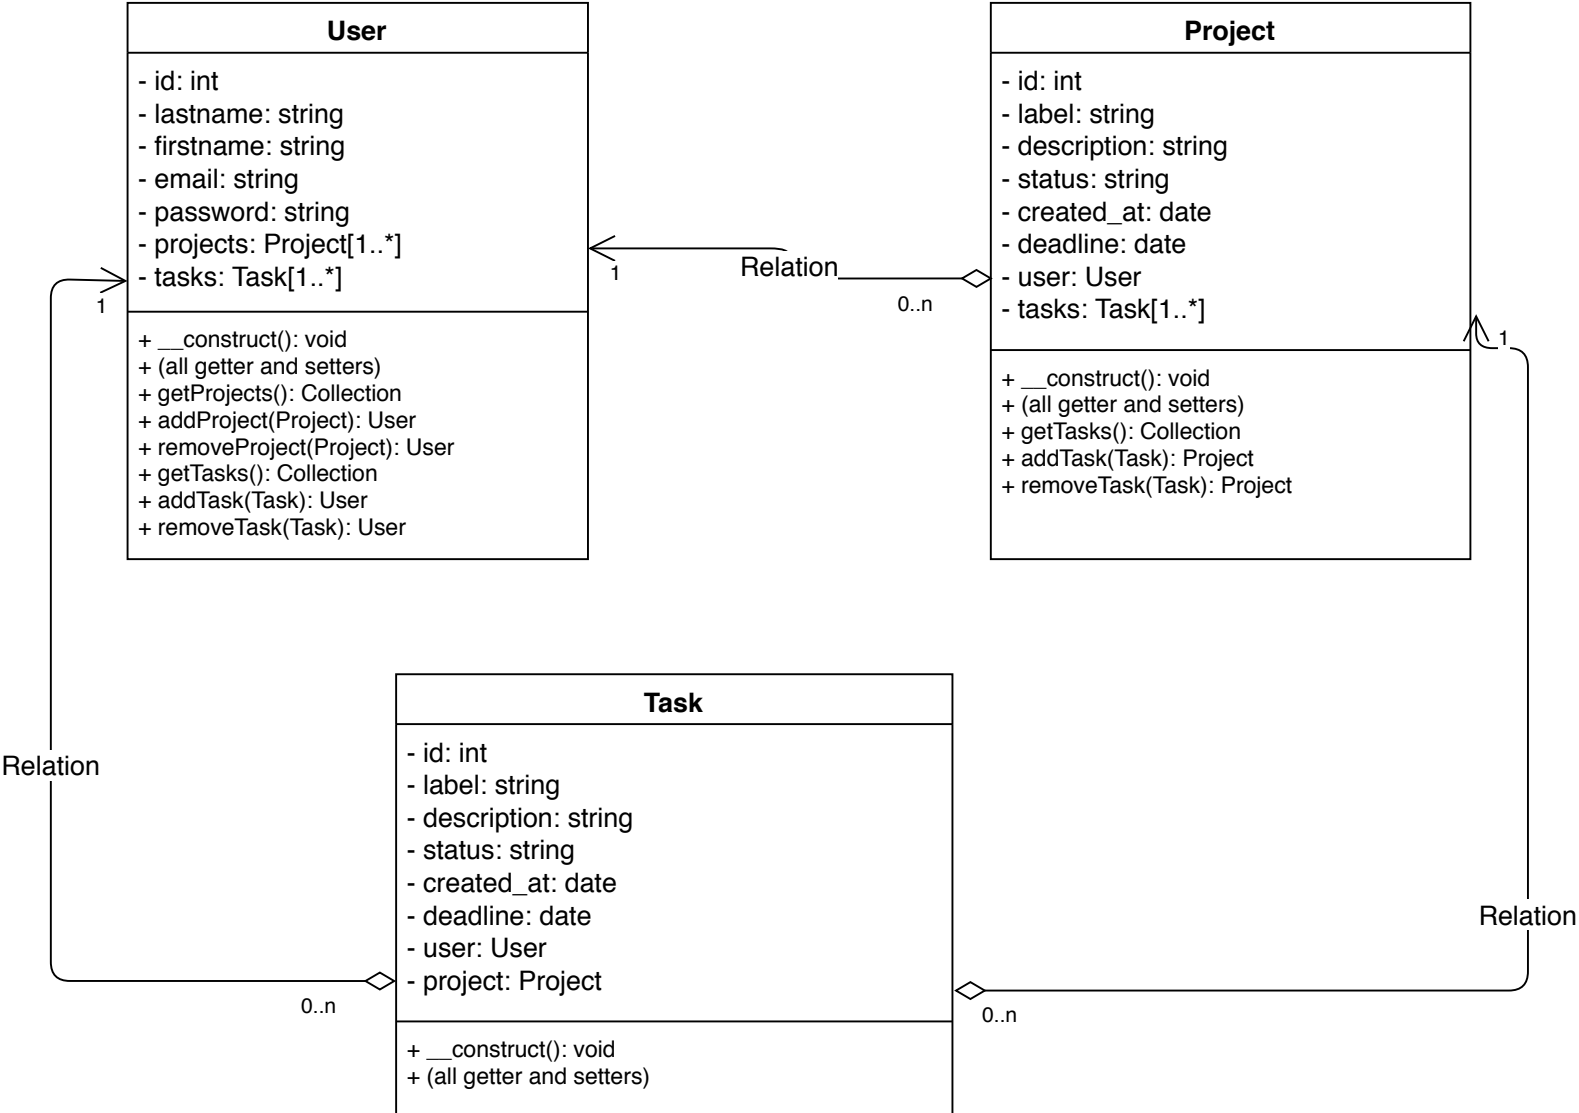 User
- id: int
- lastname: string
- firstname: string
- email: string
- password: string
- projects: Project[1..*]
- tasks: Task[1..*]
+ __construct(): void
+ (all getter and setters)
+ getProjects(): Collection
+ addProject(Project): User
+ removeProject(Project): User
+ getTasks(): Collection
+ addTask(Task): User
+ removeTask(Task): User
1
Relation
0..n
1
Project
- id: int
- label: string
- description: string
- status: string
- created_at: date
- deadline: date
- user: User
- tasks: Task[1..*]
+ __construct(): void
+ (all getter and setters)
+ getTasks(): Collection
+ addTask(Task): Project
+ removeTask(Task): Project
1
Relation
0..n
Task
- id: int
- label: string
- description: string
- status: string
- created_at: date
- deadline: date
- user: User
- project: Project
+ __construct(): void
+ (all getter and setters)
0..n
Relation